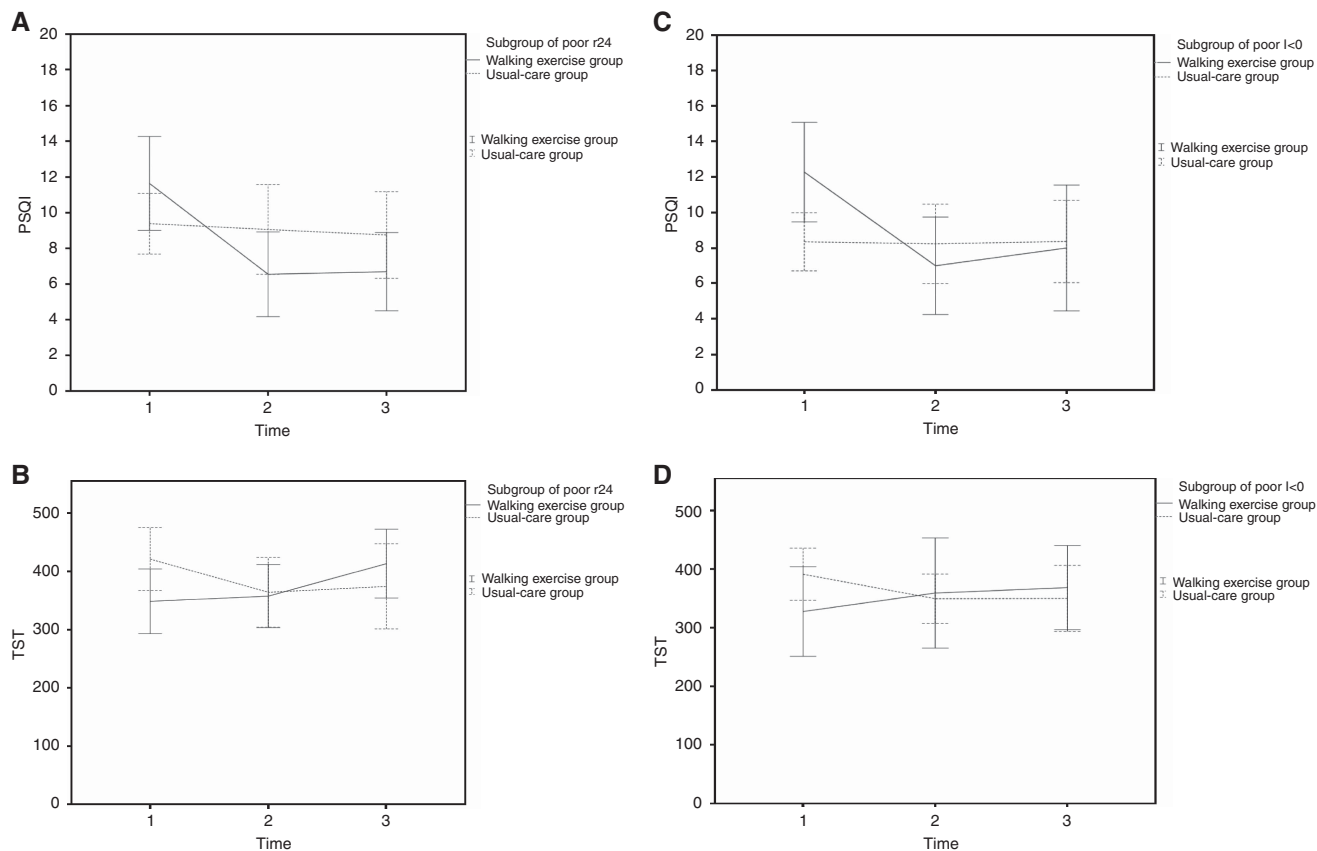 A
Subgroup of poor r24
Walking exercise group
Usual-care group
Walking exercise group
Usual-care group
PSQI
20
18
16
14
12
10
8
6
4
2
0
1 2 3
Time
C
Subgroup of poor I<0
Walking exercise group
Usual-care group
Walking exercise group
Usual-care group
PSQI
20
18
16
14
12
10
8
6
4
2
0
1 2 3
Time
B
Subgroup of poor r24
Walking exercise group
Usual-care group
Walking exercise group
Usual-care group
TST
500
400
300
200
100
0
1 2 3
Time
D
Subgroup of poor I<0
Walking exercise group
Usual-care group
Walking exercise group
Usual-care group
TST
500
400
300
200
100
0
1 2 3
Time